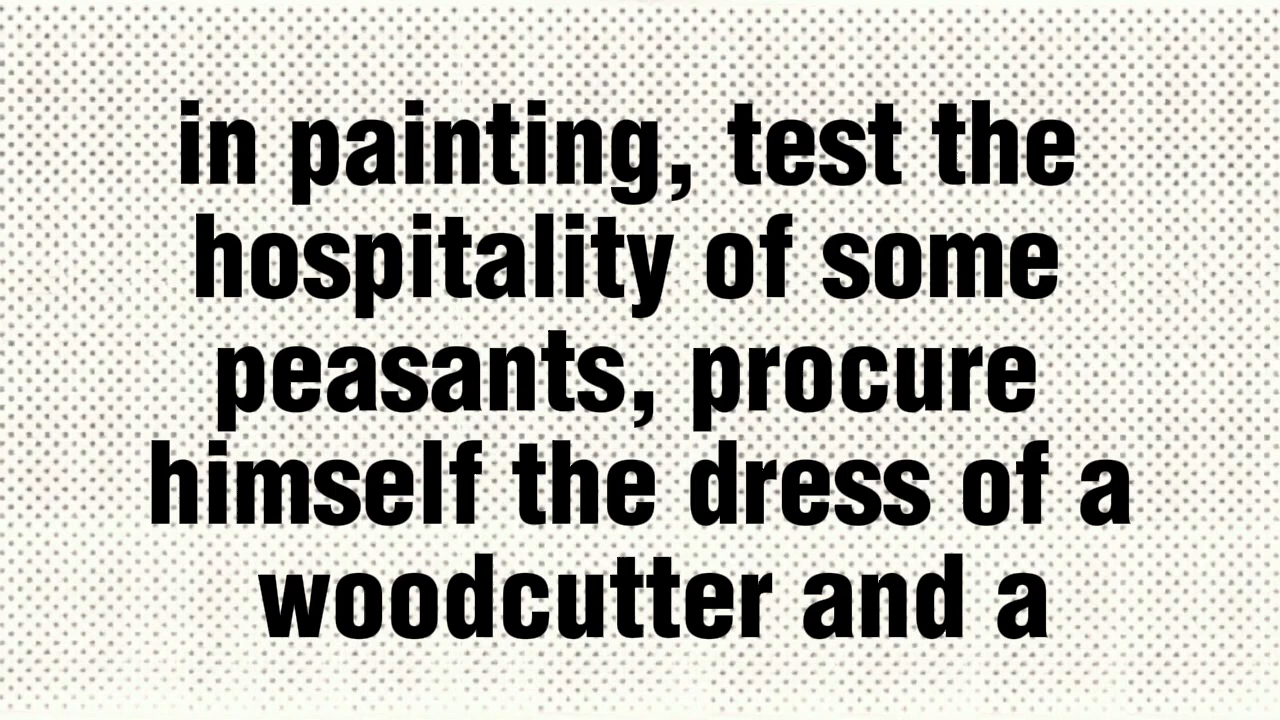 in painting, test the
hospitality of some
peasants, procure
himself the dress of a
woodcutter and a